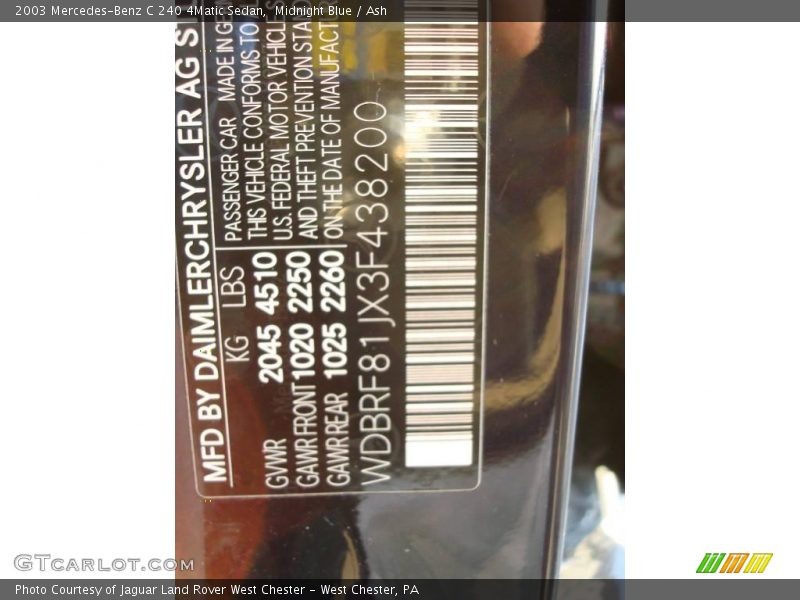 2003 Mercedes-Benz C 240 4Matic Sedan, Midnight Blue / Ash
MFD BY DAIMLERCHRYSLER AG
KG LBS
GVWR 2045 4510
GAWR FRONT 1020 2250
GAWR REAR 1025 2260
PASSENGER CAR MADE IN
THIS VEHICLE CONFORMS TO
U.S. FEDERAL MOTOR VEHICLE
AND THEFT PREVENTION
ON THE DATE OF
WDBRF81JX3F438200
GTcarlot.com
Photo Courtesy of Jaguar Land Rover West Chester - West Chester, PA